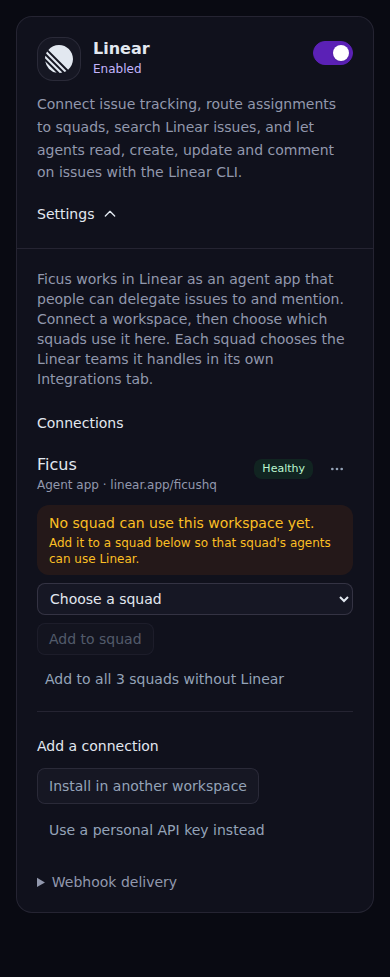 Linear
Enabled
Connect issue tracking, route assignments
to squads, search Linear issues, and let
agents read, create, update and comment
on issues with the Linear CLI.
Settings
Ficus works in Linear as an agent app that
people can delegate issues to and mention.
Connect a workspace, then choose which
squads use it here. Each squad chooses the
Linear teams it handles in its own
Integrations tab.
Connections
Ficus
Healthy
Agent app · linear.app/ficushq
No squad can use this workspace yet.
Add it to a squad below so that squad's agents
can use Linear.
Choose a squad
Add to squad
Add to all 3 squads without Linear
Add a connection
Install in another workspace
Use a personal API key instead
Webhook delivery